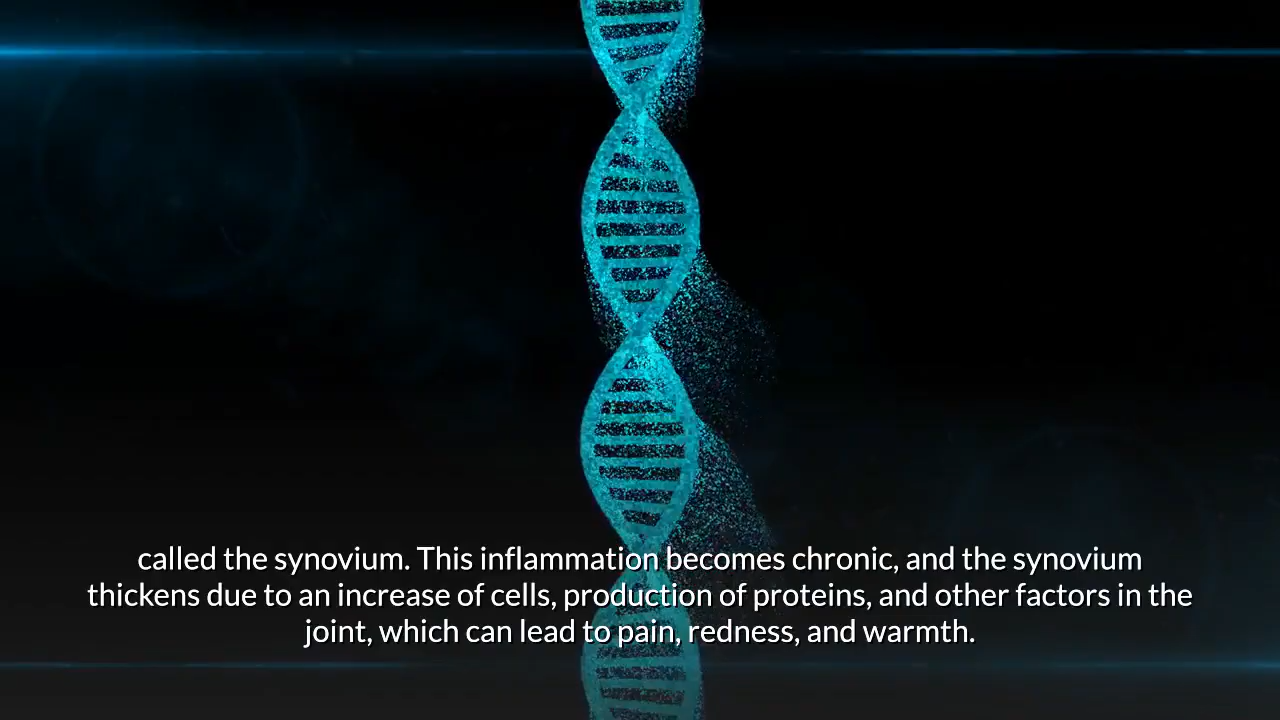 called the synovium. This inflammation becomes chronic, and the synovium
thickens due to an increase of cells, production of proteins, and other factors in the
joint, which can lead to pain, redness, and warmth.